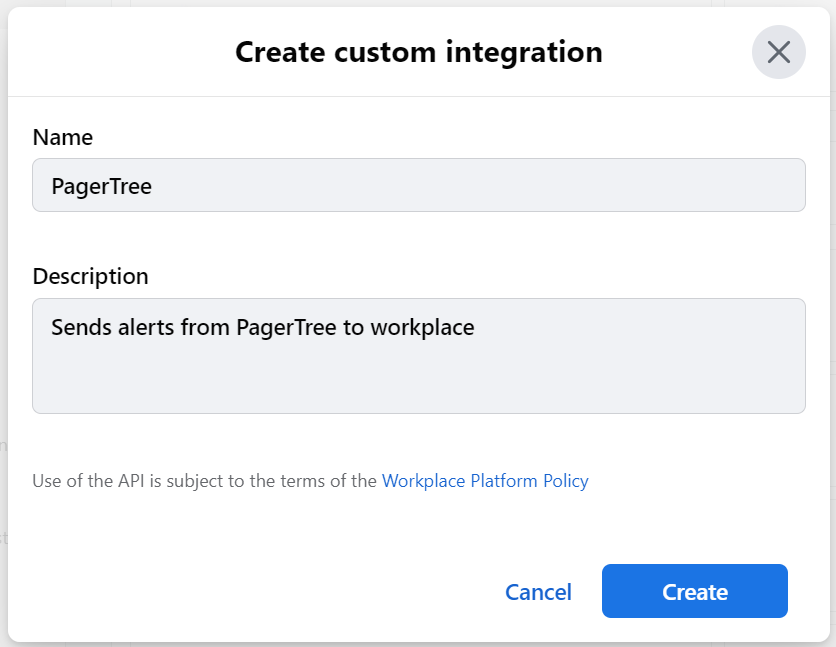 Create custom integration
Name
PagerTree
Description
Sends alerts from PagerTree to workplace
Use of the API is subject to the terms of the Workplace Platform Policy
Cancel
Create